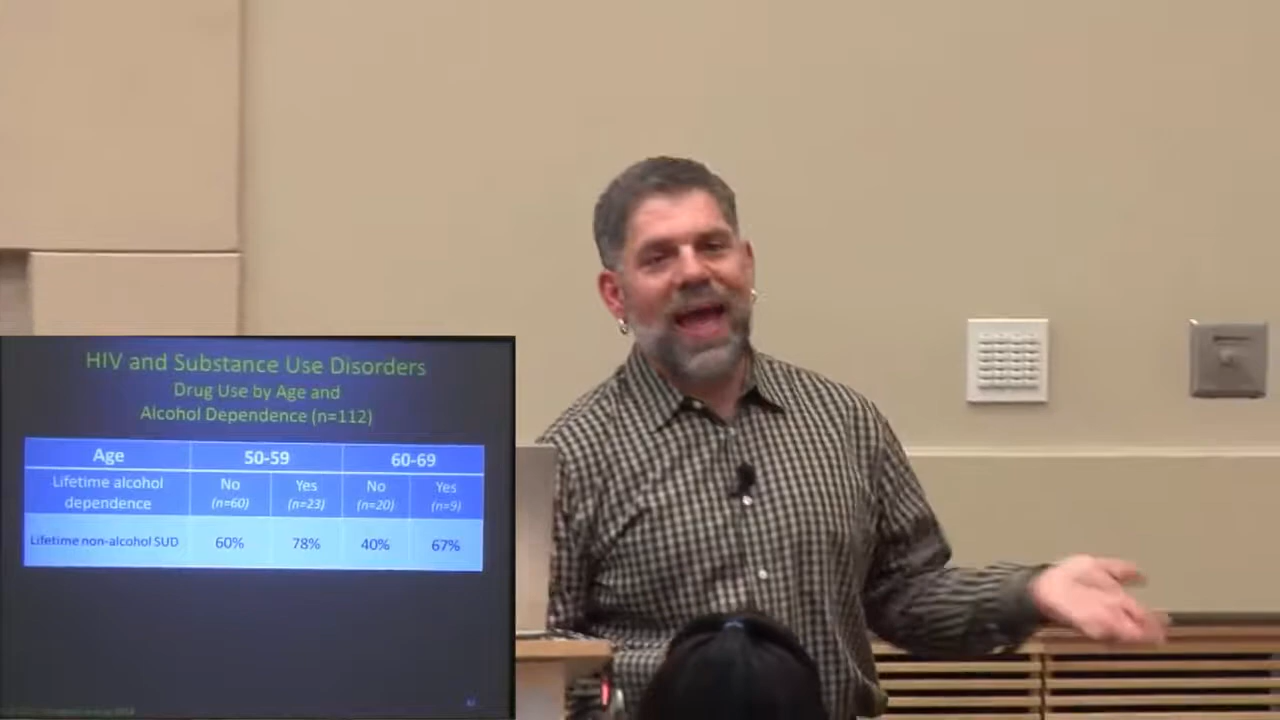 HIV and Substance Use Disorders
Drug Use by Age and
Alcohol Dependence (n=112)
Age 50-59 60-69
Lifetime alcohol dependence No (n=60) Yes (n=23) No (n=20) Yes (n=9)
Lifetime non-alcohol SUD 60% 78% 40% 67%